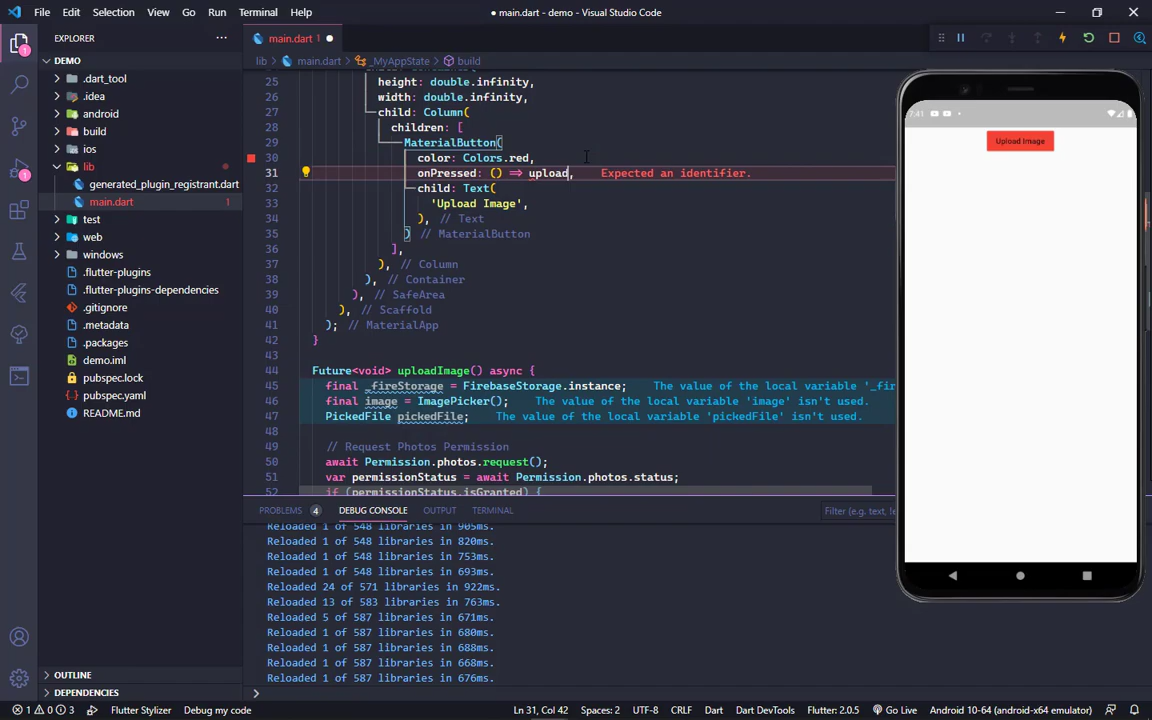 File Edit Selection View Go Run Terminal Help
● main.dart - demo - Visual Studio Code
EXPLORER
main.dart 1 ●
DEMO
lib > main.dart > _MyAppState > build
.dart_tool
.idea
android
build
ios
lib
generated_plugin_registrant.dart
main.dart 1
test
web
windows
.flutter-plugins
.flutter-plugins-dependencies
.gitignore
.metadata
.packages
demo.iml
pubspec.lock
pubspec.yaml
README.md
OUTLINE
DEPENDENCIES
25 height: double.infinity,
26 width: double.infinity,
27 child: Column(
28 children: [
29 MaterialButton(
30 color: Colors.red,
31 onPressed: () => upload, Expected an identifier.
32 child: Text(
33 'Upload Image',
34 ), // Text
35 ) // MaterialButton
36 ],
37 ), // Column
38 ), // Container
39 ), // SafeArea
40 ), // Scaffold
41 ); // MaterialApp
42 }
43
44 Future<void> uploadImage() async {
45 final _fireStorage = FirebaseStorage.instance; The value of the local variable '_fir
46 final image = ImagePicker(); The value of the local variable 'image' isn't used.
47 PickedFile pickedFile; The value of the local variable 'pickedFile' isn't used.
48
49 // Request Photos Permission
50 await Permission.photos.request();
51 var permissionStatus = await Permission.photos.status;
52 if (permissionStatus.isGranted) {
PROBLEMS 4 DEBUG CONSOLE OUTPUT TERMINAL
Filter (e.g. text, !e
Reloaded 1 of 548 libraries in 905ms.
Reloaded 1 of 548 libraries in 820ms.
Reloaded 1 of 548 libraries in 753ms.
Reloaded 1 of 548 libraries in 693ms.
Reloaded 24 of 571 libraries in 922ms.
Reloaded 13 of 583 libraries in 763ms.
Reloaded 5 of 587 libraries in 671ms.
Reloaded 1 of 587 libraries in 680ms.
Reloaded 1 of 587 libraries in 688ms.
Reloaded 1 of 587 libraries in 668ms.
Reloaded 1 of 587 libraries in 676ms.
7:41
Upload Image
1 0 3 Flutter Stylizer Debug my code
Ln 31, Col 42 Spaces: 2 UTF-8 CRLF Dart Dart DevTools Flutter: 2.0.5 Go Live Android 10-64 (android-x64 emulator)